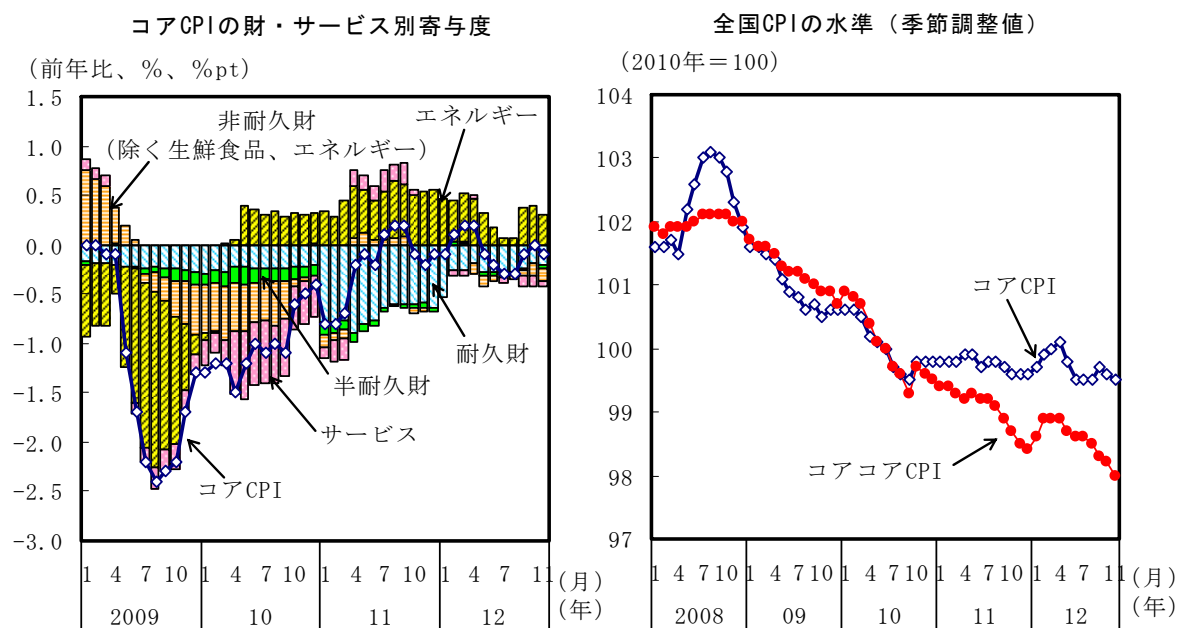 コアCPIの財・サービス別寄与度
(前年比、%、%pt)
1.5
1.0
0.5
0.0
-0.5
-1.0
-1.5
-2.0
-2.5
-3.0
非耐久財
(除く生鮮食品、エネルギー)
エネルギー
耐久財
半耐久財
サービス
コアCPI
1 4 7 10 1 4 7 10 1 4 7 10 1 4 7 11 (月)
2009 10 11 12 (年)
全国CPIの水準（季節調整値）
(2010年＝100)
104
103
102
101
100
99
98
97
コアCPI
コアコアCPI
1 4 7 10 1 4 7 10 1 4 7 10 1 4 7 10 1 4 7 11 (月)
2008 09 10 11 12 (年)